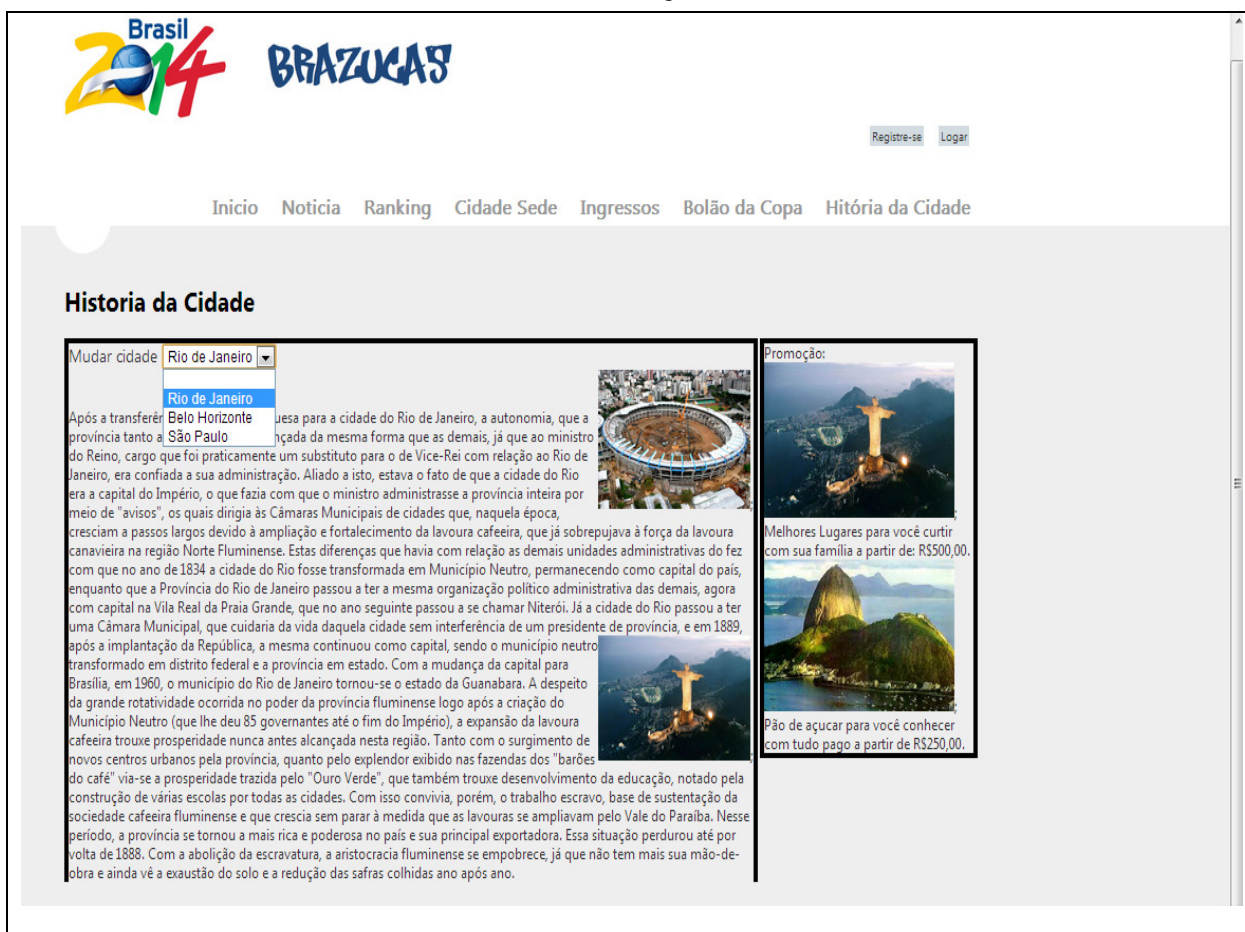 Brasil
2014
BRAZUCAS
Registre-se Logar
Inicio Noticia Ranking Cidade Sede Ingressos Bolão da Copa Hitória da Cidade
Historia da Cidade
Mudar cidade Rio de Janeiro
Rio de Janeiro
Belo Horizonte
São Paulo
Após a transferên uesa para a cidade do Rio de Janeiro, a autonomia, que a
província tanto a nçada da mesma forma que as demais, já que ao ministro
do Reino, cargo que foi praticamente um substituto para o de Vice-Rei com relação ao Rio de
Janeiro, era confiada a sua administração. Aliado a isto, estava o fato de que a cidade do Rio
era a capital do Império, o que fazia com que o ministro administrasse a província inteira por
meio de "avisos", os quais dirigia às Câmaras Municipais de cidades que, naquela época,
cresciam a passos largos devido à ampliação e fortalecimento da lavoura cafeeira, que já sobrepujava à força da lavoura
canavieira na região Norte Fluminense. Estas diferenças que havia com relação as demais unidades administrativas do fez
com que no ano de 1834 a cidade do Rio fosse transformada em Município Neutro, permanecendo como capital do país,
enquanto que a Província do Rio de Janeiro passou a ter a mesma organização político administrativa das demais, agora
com capital na Vila Real da Praia Grande, que no ano seguinte passou a se chamar Niterói. Já a cidade do Rio passou a ter
uma Câmara Municipal, que cuidaria da vida daquela cidade sem interferência de um presidente de província, e em 1889,
após a implantação da República, a mesma continuou como capital, sendo o município neutro
transformado em distrito federal e a província em estado. Com a mudança da capital para
Brasília, em 1960, o município do Rio de Janeiro tornou-se o estado da Guanabara. A despeito
da grande rotatividade ocorrida no poder da província fluminense logo após a criação do
Município Neutro (que lhe deu 85 governantes até o fim do Império), a expansão da lavoura
cafeeira trouxe prosperidade nunca antes alcançada nesta região. Tanto com o surgimento de
novos centros urbanos pela província, quanto pelo explendor exibido nas fazendas dos "barões
do café" via-se a prosperidade trazida pelo "Ouro Verde", que também trouxe desenvolvimento da educação, notado pela
construção de várias escolas por todas as cidades. Com isso convivia, porém, o trabalho escravo, base de sustentação da
sociedade cafeeira fluminense e que crescia sem parar à medida que as lavouras se ampliavam pelo Vale do Paraíba. Nesse
período, a província se tornou a mais rica e poderosa no país e sua principal exportadora. Essa situação perdurou até por
volta de 1888. Com a abolição da escravatura, a aristocracia fluminense se empobrece, já que não tem mais sua mão-de-
obra e ainda vê a exaustão do solo e a redução das safras colhidas ano após ano.
Promoção:
;
Melhores Lugares para você curtir
com sua família a partir de: R$500,00.
;
Pão de açucar para você conhecer
com tudo pago a partir de R$250,00.